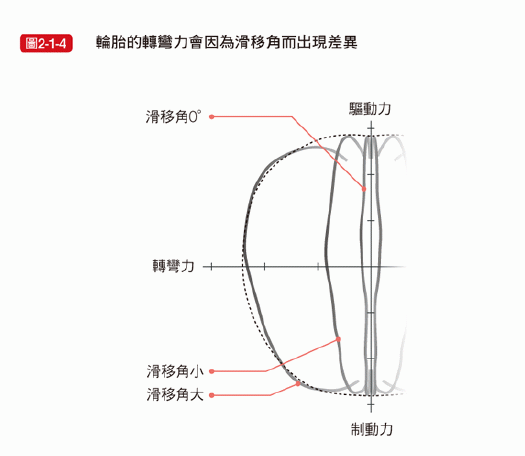 圖2-1-4 輪胎的轉彎力會因為滑移角而出現差異
驅動力
滑移角0°
轉彎力
滑移角小
滑移角大
制動力